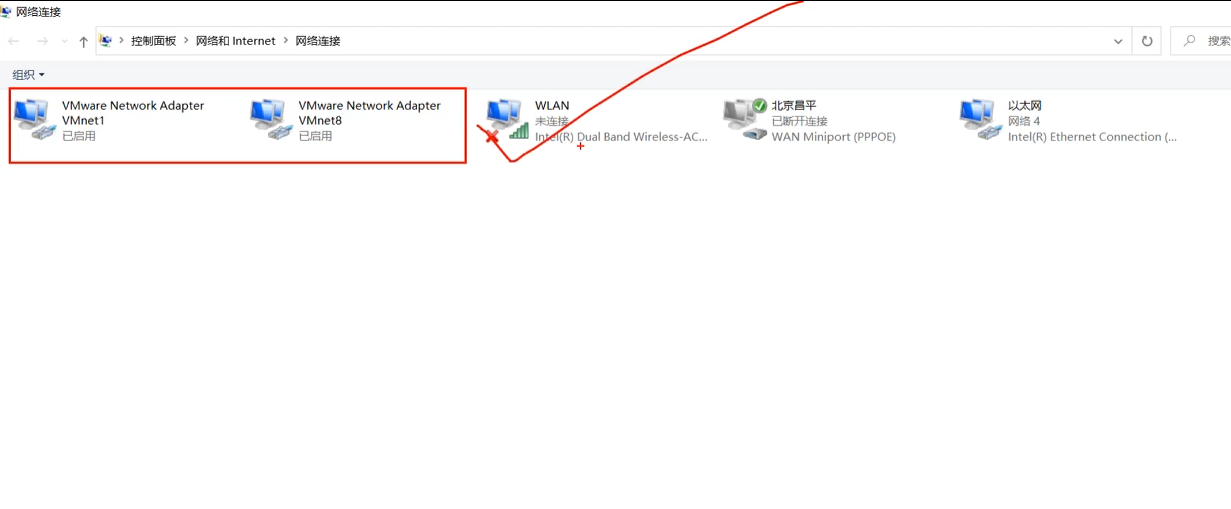 网络连接
控制面板 网络和 Internet 网络连接
搜索
组织
VMware Network Adapter
VMnet1
已启用
VMware Network Adapter
VMnet8
已启用
WLAN
未连接
Intel(R) Dual Band Wireless-AC...
北京昌平
已断开连接
WAN Miniport (PPPOE)
以太网
网络 4
Intel(R) Ethernet Connection (...